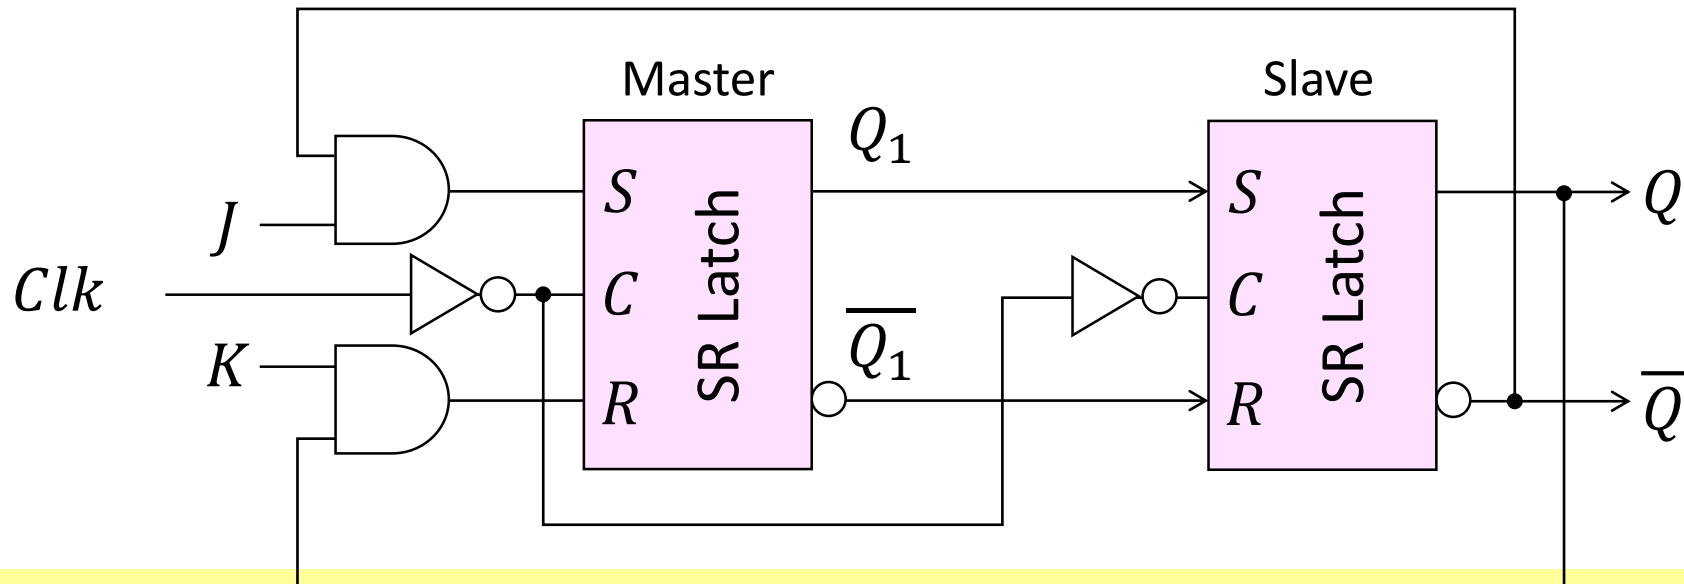 Master
Slave
Q₁
S
SR Latch
S
SR Latch
Q
J
Clk
C
C
K
Q̅₁̅
R
R
Q̅